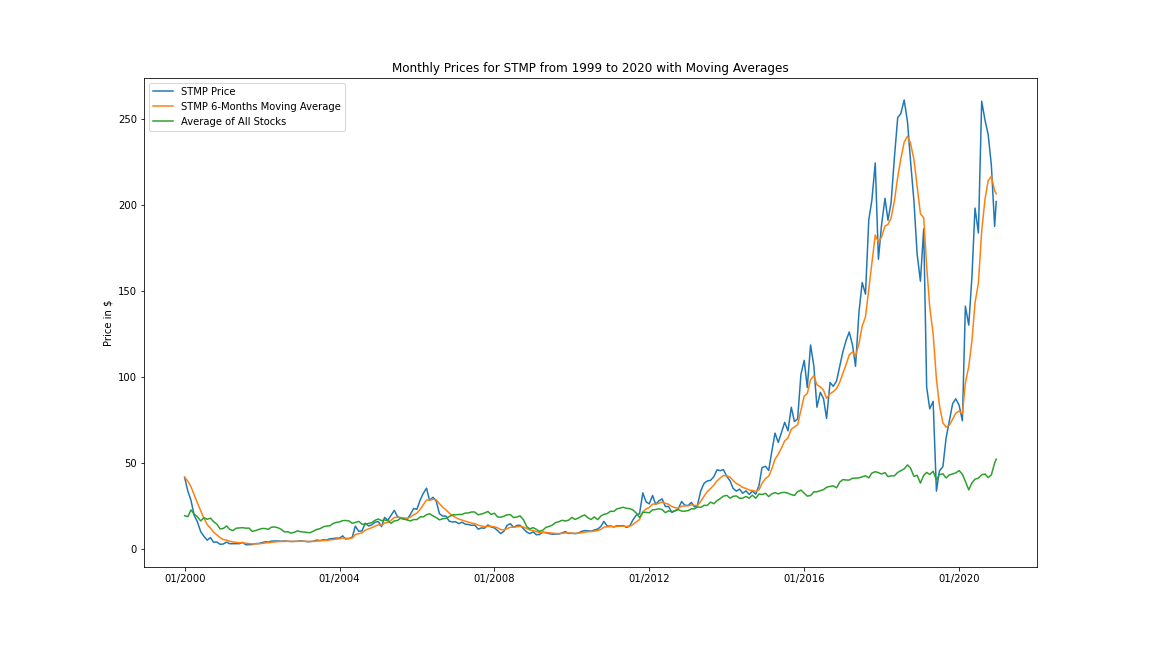 Monthly Prices for STMP from 1999 to 2020 with Moving Averages
STMP Price
STMP 6-Months Moving Average
Average of All Stocks
250
200
150
100
50
0
Price in $
01/2000
01/2004
01/2008
01/2012
01/2016
01/2020